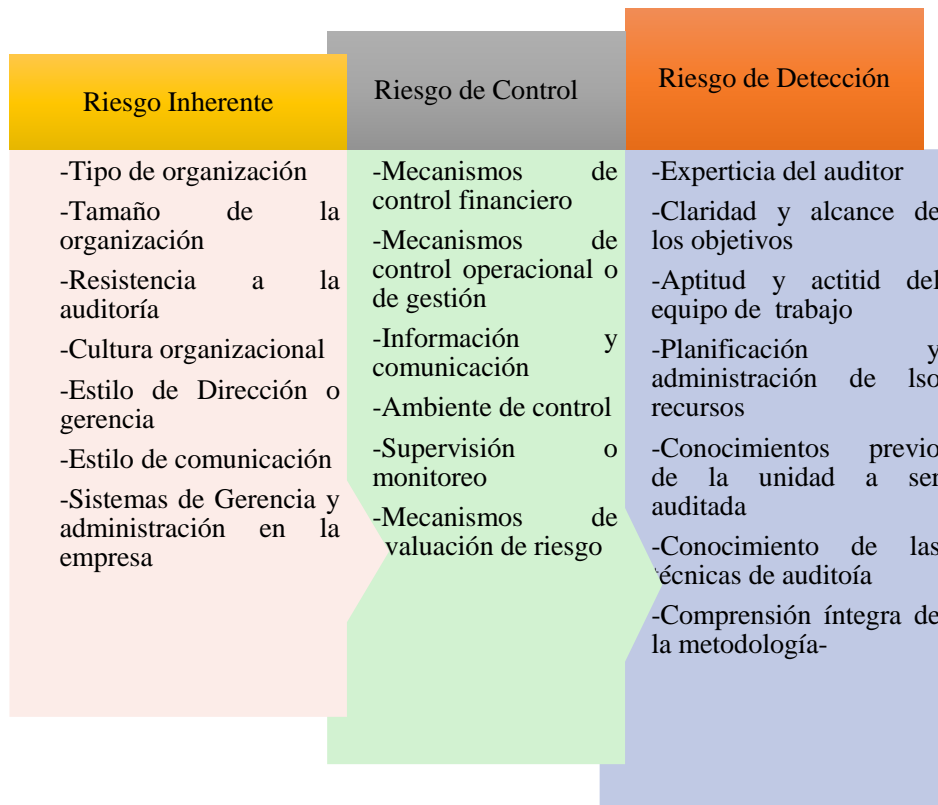 Riesgo Inherente
-Tipo de organización
-Tamaño de la
organización
-Resistencia a la
auditoría
-Cultura organizacional
-Estilo de Dirección o
gerencia
-Estilo de comunicación
-Sistemas de Gerencia y
administración en la
empresa
Riesgo de Control
-Mecanismos de
control financiero
-Mecanismos de
control operacional o
de gestión
-Información y
comunicación
-Ambiente de control
-Supervisión o
monitoreo
-Mecanismos de
valuación de riesgo
Riesgo de Detección
-Experticia del auditor
-Claridad y alcance de
los objetivos
-Aptitud y actitid del
equipo de trabajo
-Planificación y
administración de lso
recursos
-Conocimientos previo
de la unidad a ser
auditada
-Conocimiento de las
técnicas de auditoía
-Comprensión íntegra de
la metodología-